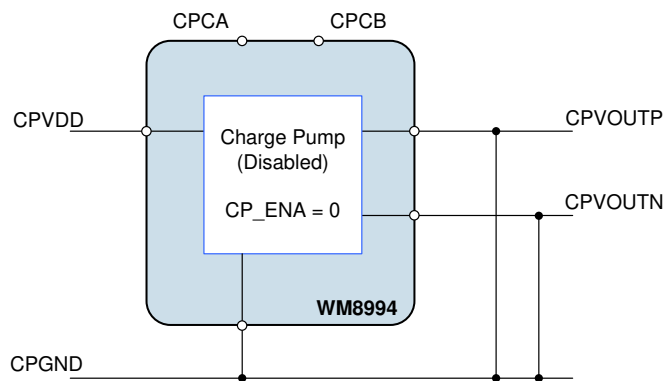 CPCA
CPCB
CPVDD
Charge Pump
(Disabled)
CP_ENA = 0
CPVOUTP
CPVOUTN
WM8994
CPGND